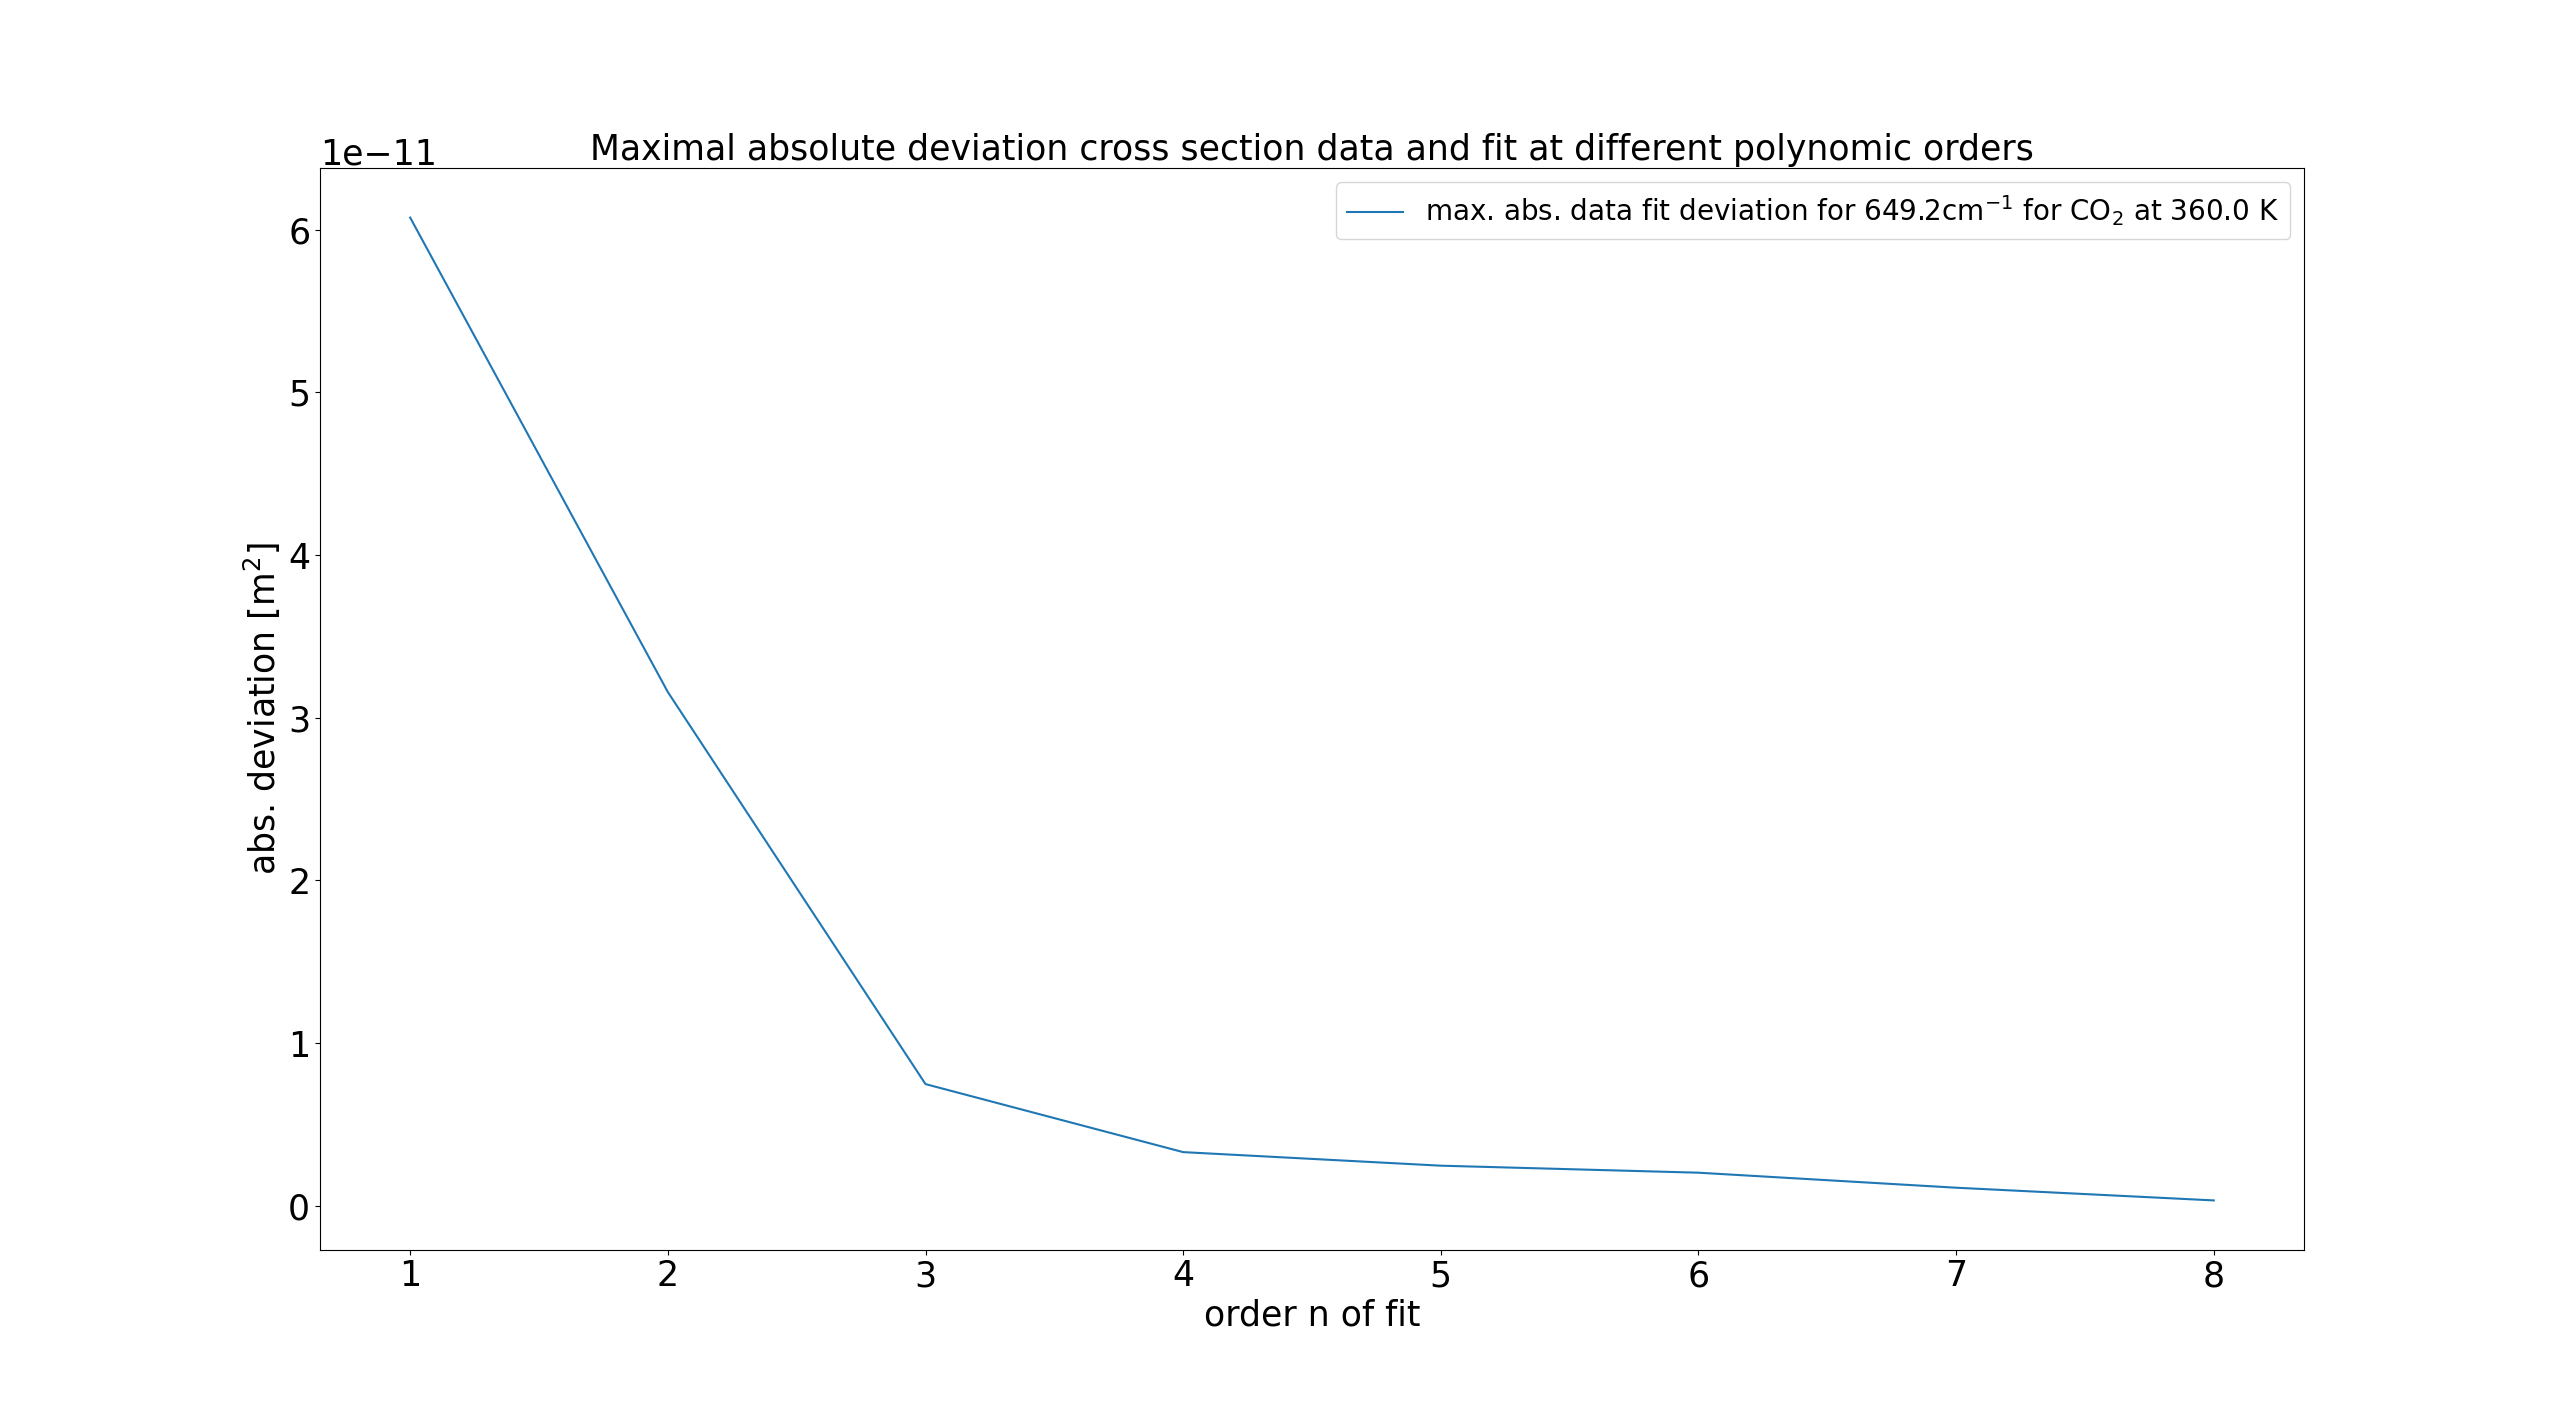 1e−11
Maximal absolute deviation cross section data and fit at different polynomic orders
max. abs. data fit deviation for 649.2cm⁻¹ for CO₂ at 360.0 K
abs. deviation [m²]
6
5
4
3
2
1
0
1 2 3 4 5 6 7 8
order n of fit